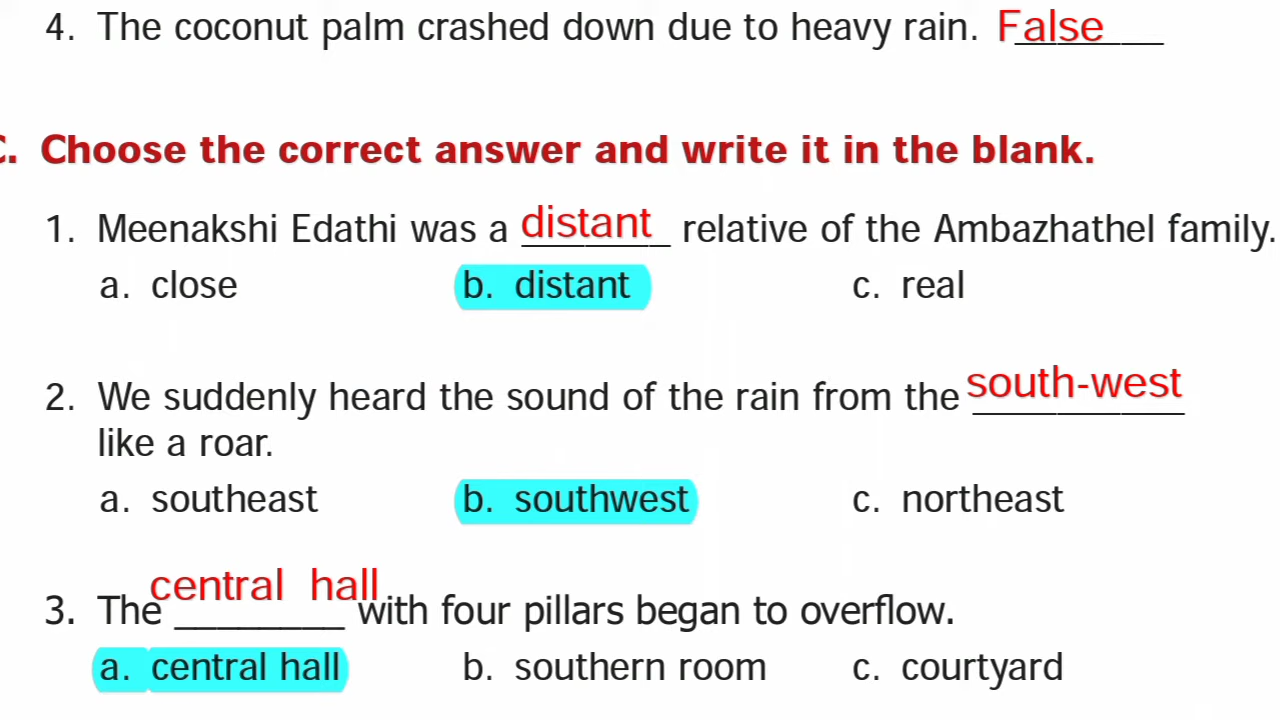 4. The coconut palm crashed down due to heavy rain. False
C. Choose the correct answer and write it in the blank.
1. Meenakshi Edathi was a distant relative of the Ambazhathel family.
a. close b. distant c. real
2. We suddenly heard the sound of the rain from the south-west
like a roar.
a. southeast b. southwest c. northeast
3. The central hall with four pillars began to overflow.
a. central hall b. southern room c. courtyard